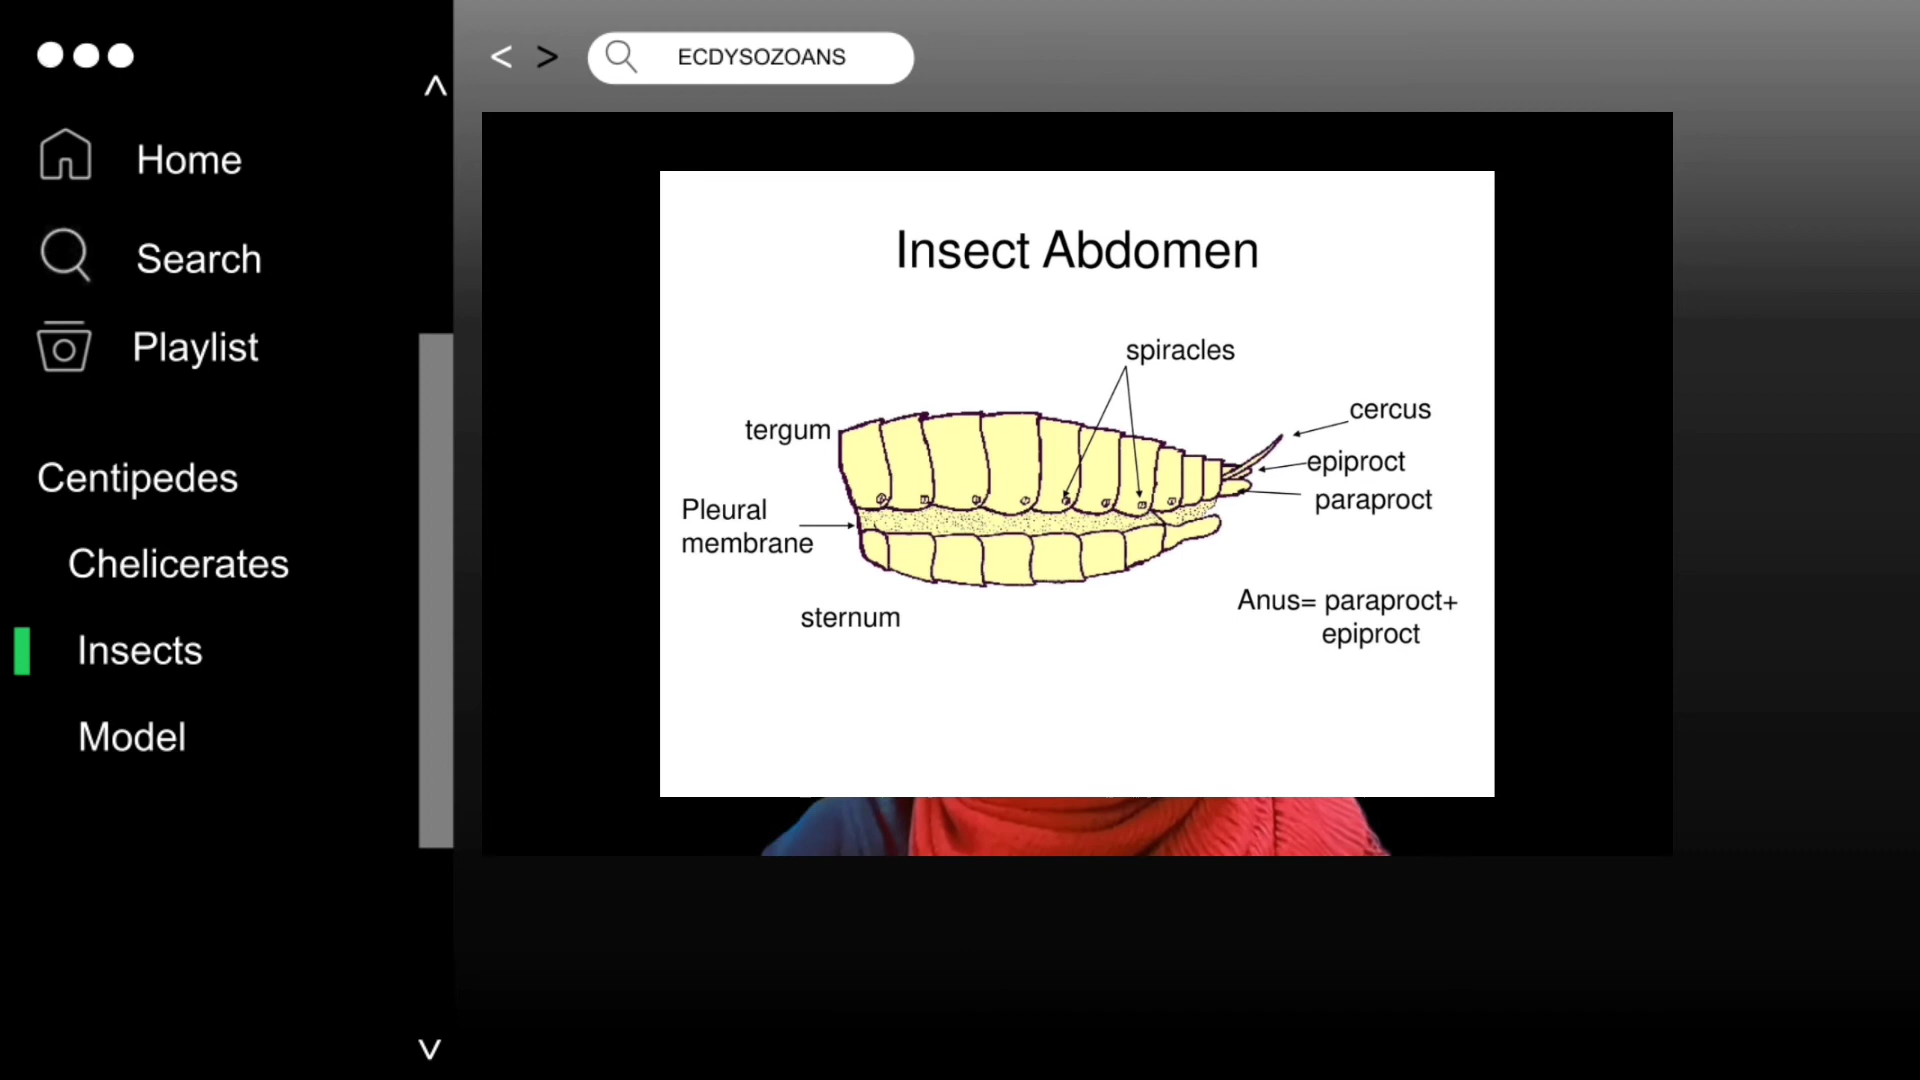 ECDYSOZOANS
Home
Search
Playlist
Centipedes
Chelicerates
Insects
Model
Insect Abdomen
spiracles
cercus
tergum
epiproct
paraproct
Pleural
membrane
sternum
Anus= paraproct+
epiproct